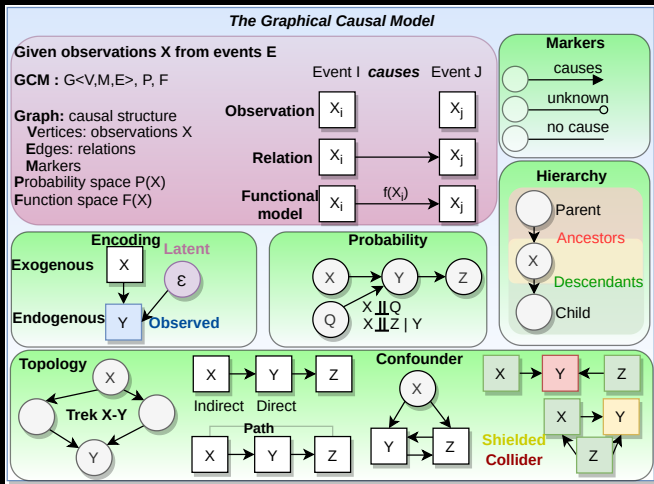 The Graphical Causal Model
Given observations X from events E
GCM : G<V,M,E>, P, F
Graph: causal structure
Vertices: observations X
Edges: relations
Markers
Probability space P(X)
Function space F(X)
Event I causes Event J
Observation Xi Xj
Relation Xi Xj
Functional model Xi f(Xi) Xj
Markers
causes
unknown
no cause
Hierarchy
Parent
Ancestors
X
Descendants
Child
Encoding
Latent
Exogenous X
ε
Endogenous Y Observed
Probability
X Y Z
Q
X ⫫ Q
X ⫫ Z | Y
Topology
X
Trek X-Y
Y
X Y Z
Indirect Direct
Path
X Y Z
Confounder
X
Y Z
X Y Z
X Y
Shielded
Collider
Z